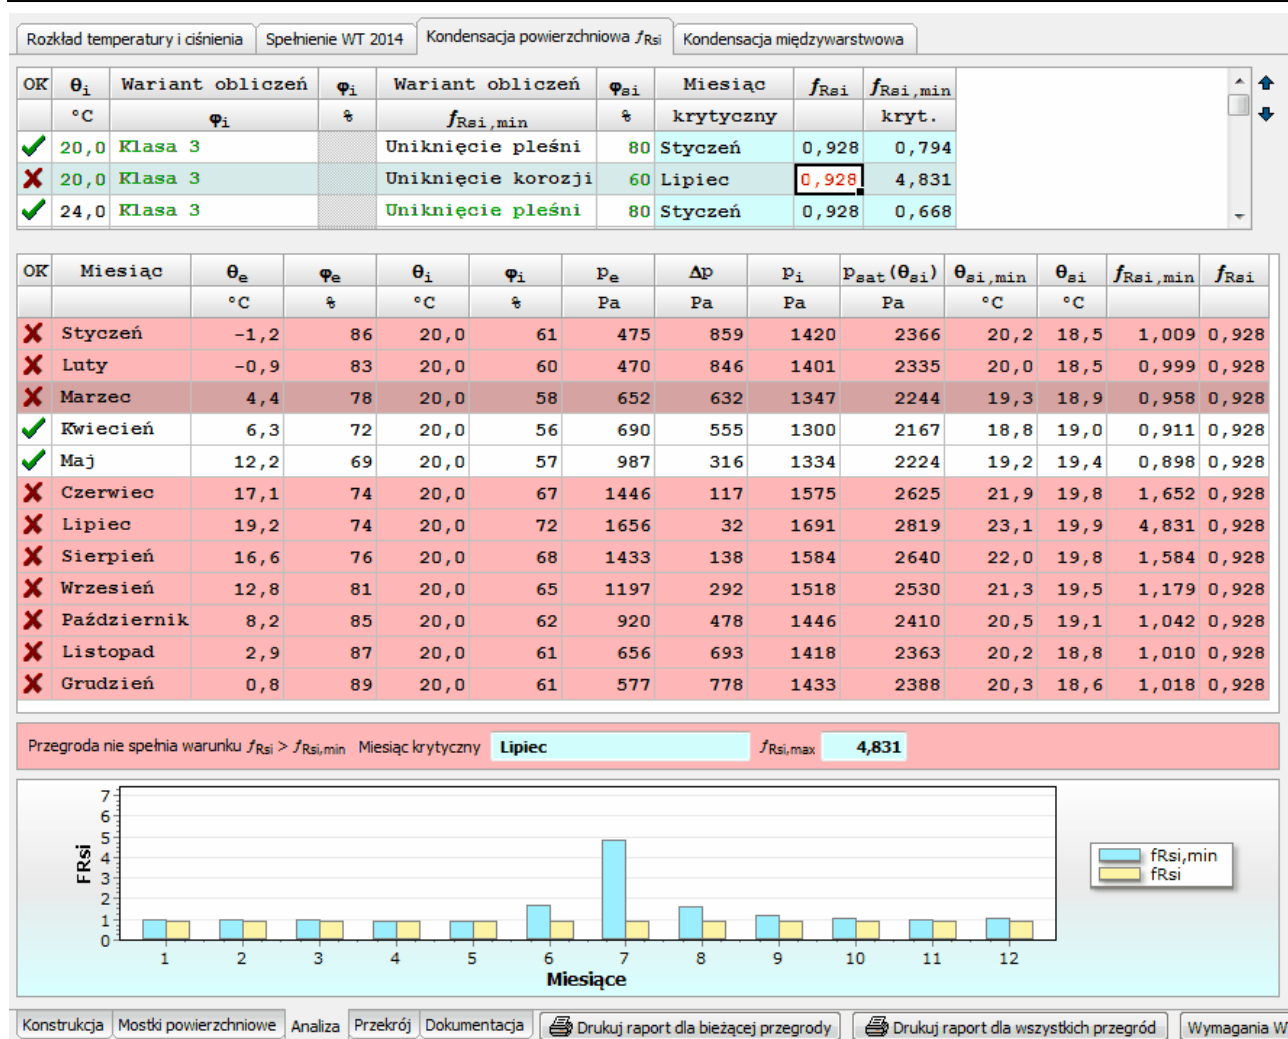 Rozkład temperatury i ciśnienia Spełnienie WT 2014 Kondensacja powierzchniowa fRsi Kondensacja międzywarstwowa
OK θi Wariant obliczeń φi Wariant obliczeń φsi Miesiąc fRsi fRsi,min
°C φi % fRsi,min % krytyczny kryt.
20,0 Klasa 3 Uniknięcie pleśni 80 Styczeń 0,928 0,794
20,0 Klasa 3 Uniknięcie korozji 60 Lipiec 0,928 4,831
24,0 Klasa 3 Uniknięcie pleśni 80 Styczeń 0,928 0,668
OK Miesiąc θe φe θi φi pe Δp pi psat(θsi) θsi,min θsi fRsi,min fRsi
°C % °C % Pa Pa Pa Pa °C °C
Styczeń -1,2 86 20,0 61 475 859 1420 2366 20,2 18,5 1,009 0,928
Luty -0,9 83 20,0 60 470 846 1401 2335 20,0 18,5 0,999 0,928
Marzec 4,4 78 20,0 58 652 632 1347 2244 19,3 18,9 0,958 0,928
Kwiecień 6,3 72 20,0 56 690 555 1300 2167 18,8 19,0 0,911 0,928
Maj 12,2 69 20,0 57 987 316 1334 2224 19,2 19,4 0,898 0,928
Czerwiec 17,1 74 20,0 67 1446 117 1575 2625 21,9 19,8 1,652 0,928
Lipiec 19,2 74 20,0 72 1656 32 1691 2819 23,1 19,9 4,831 0,928
Sierpień 16,6 76 20,0 68 1433 138 1584 2640 22,0 19,8 1,584 0,928
Wrzesień 12,8 81 20,0 65 1197 292 1518 2530 21,3 19,5 1,179 0,928
Październik 8,2 85 20,0 62 920 478 1446 2410 20,5 19,1 1,042 0,928
Listopad 2,9 87 20,0 61 656 693 1418 2363 20,2 18,8 1,010 0,928
Grudzień 0,8 89 20,0 61 577 778 1433 2388 20,3 18,6 1,018 0,928
Przegroda nie spełnia warunku fRsi > fRsi,min Miesiąc krytyczny Lipiec fRsi,max 4,831
7
6
5
4
3
2
1
0
FRsi
fRsi,min
fRsi
1 2 3 4 5 6 7 8 9 10 11 12
Miesiące
Konstrukcja Mostki powierzchniowe Analiza Przekrój Dokumentacja Drukuj raport dla bieżącej przegrody Drukuj raport dla wszystkich przegród Wymagania W